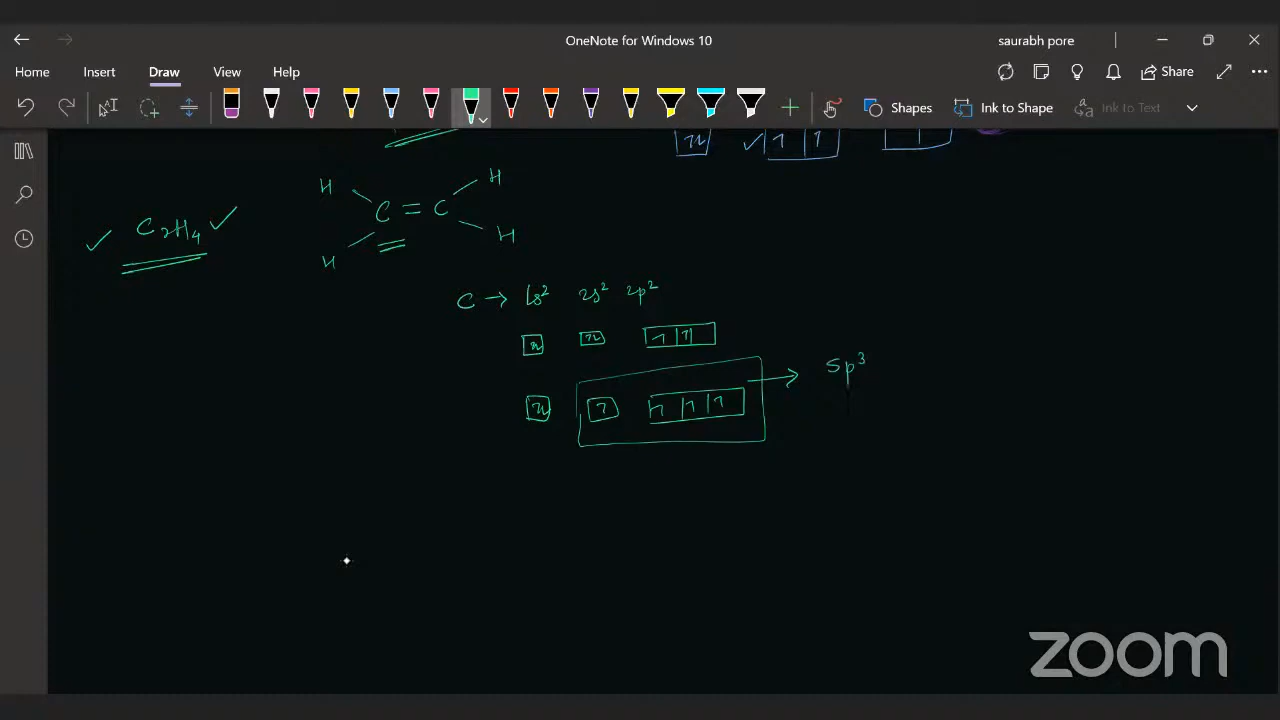 OneNote for Windows 10
saurabh pore
Home Insert Draw View Help
Share
Shapes
Ink to Shape
Ink to Text
C₂H₄
H H
C = C
H H
C → 1s² 2s² 2p²
sp³
zoom